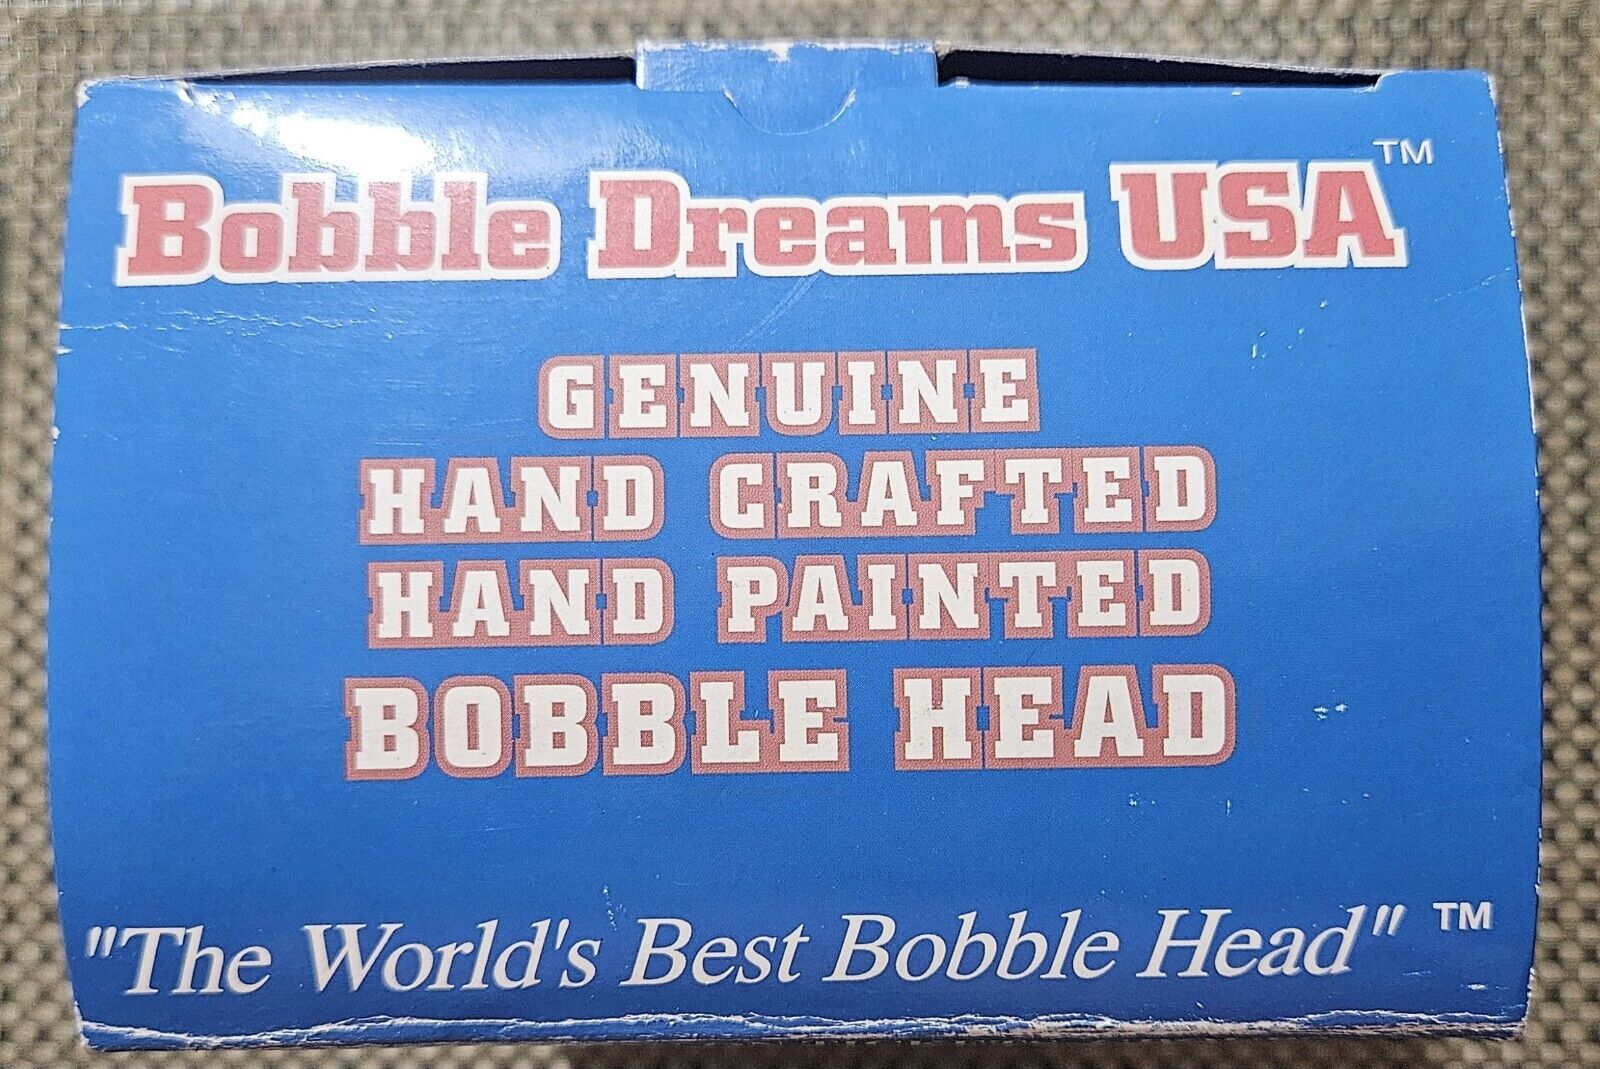 Bobble Dreams USA™
GENUINE
HAND CRAFTED
HAND PAINTED
BOBBLE HEAD
"The World's Best Bobble Head" ™